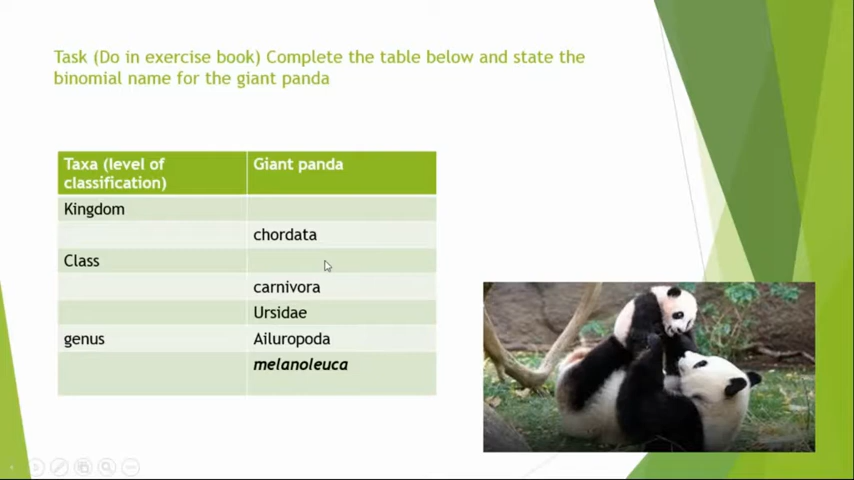 Task (Do in exercise book) Complete the table below and state the
binomial name for the giant panda
Taxa (level of
classification)
Giant panda
Kingdom
chordata
Class
carnivora
Ursidae
genus
Ailuropoda
melanoleuca